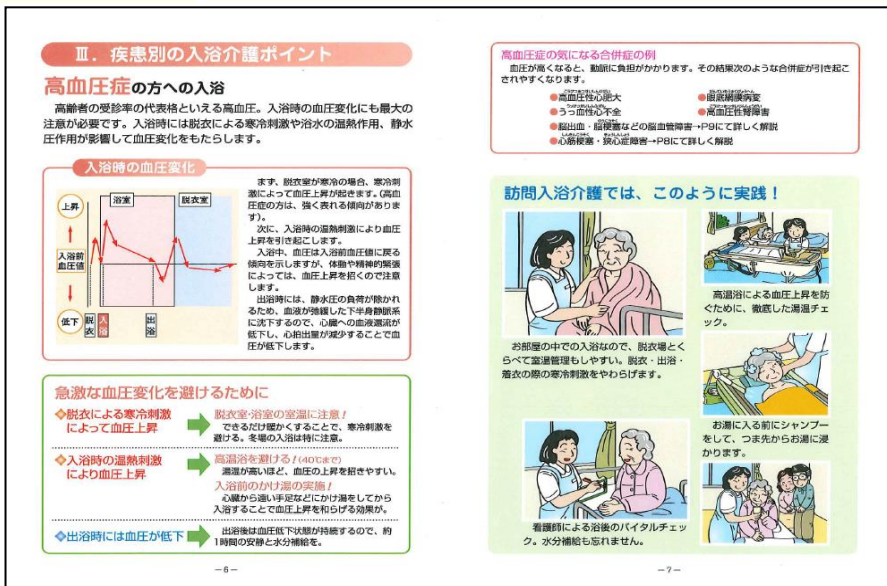 Ⅲ．疾患別の入浴介護ポイント
高血圧症の方への入浴
高齢者の受診率の代表格といえる高血圧。入浴時の血圧変化にも最大の
注意が必要です。入浴時には脱衣による寒冷刺激や浴水の温熱作用、静水
圧作用が影響して血圧変化をもたらします。
入浴時の血圧変化
上昇
入浴前
血圧値
低下
浴室
脱衣室
脱衣
入浴
出浴
まず、脱衣室が寒冷の場合、寒冷刺
激によって血圧上昇が起きます。(高血
圧症の方は、強く表れる傾向がありま
す)。
次に、入浴時の温熱刺激により血圧
上昇を引き起こします。
入浴中、血圧は入浴前血圧値に戻る
傾向を示しますが、体動や精神的緊張
によっては、血圧上昇を招くので注意
します。
出浴時には、静水圧の負荷が除かれ
るため、血液が弛緩した下半身静脈系
に沈下するので、心臓への血液還流が
低下し、心拍出量が減少することで血
圧が低下します。
急激な血圧変化を避けるために
脱衣による寒冷刺激
によって血圧上昇
脱衣室・浴室の室温に注意！
できるだけ暖かくすることで、寒冷刺激を
避ける。冬場の入浴は特に注意。
入浴時の温熱刺激
により血圧上昇
高温浴を避ける！(40℃まで)
湯温が高いほど、血圧の上昇を招きやすい。
入浴前のかけ湯の実施！
心臓から遠い手足などにかけ湯をしてから
入浴することで血圧上昇を和らげる効果が。
出浴時には血圧が低下
出浴後は血圧低下状態が持続するので、約
1時間の安静と水分補給を。
－6－
高血圧症の気になる合併症の例
血圧が高くなると、動脈に負担がかかります。その結果次のような合併症が引き起こ
されやすくなります。
●高血圧性心肥大
●眼底網膜病変
●うっ血性心不全
●高血圧性腎障害
●脳出血・脳梗塞などの脳血管障害→P9にて詳しく解説
●心筋梗塞・狭心症障害→P8にて詳しく解説
訪問入浴介護では、このように実践！
お部屋の中での入浴なので、脱衣場とく
らべて室温管理もしやすい。脱衣・出浴・
着衣の際の寒冷刺激をやわらげます。
高温浴による血圧上昇を防
ぐために、徹底した湯温チェ
ック。
お湯に入る前にシャンプー
をして、つま先からお湯に浸
かります。
看護師による浴後のバイタルチェッ
ク。水分補給も忘れません。
－7－